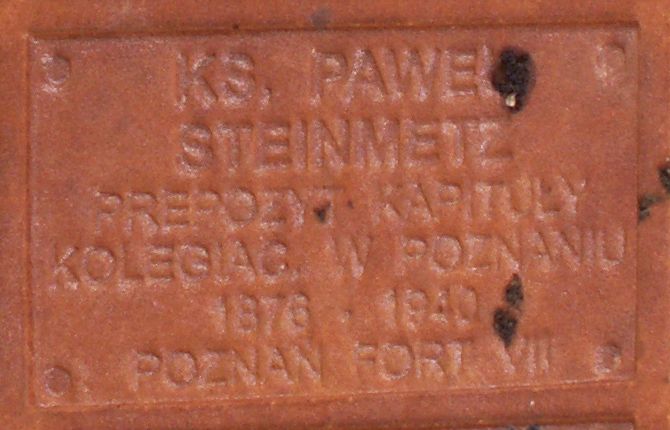 KS. PAWEŁ
STEINMETZ
PREPOZYT KAPITUŁY
KOLEGIAC. W POZNANIU
1876 - 1940
POZNAŃ FORT VII